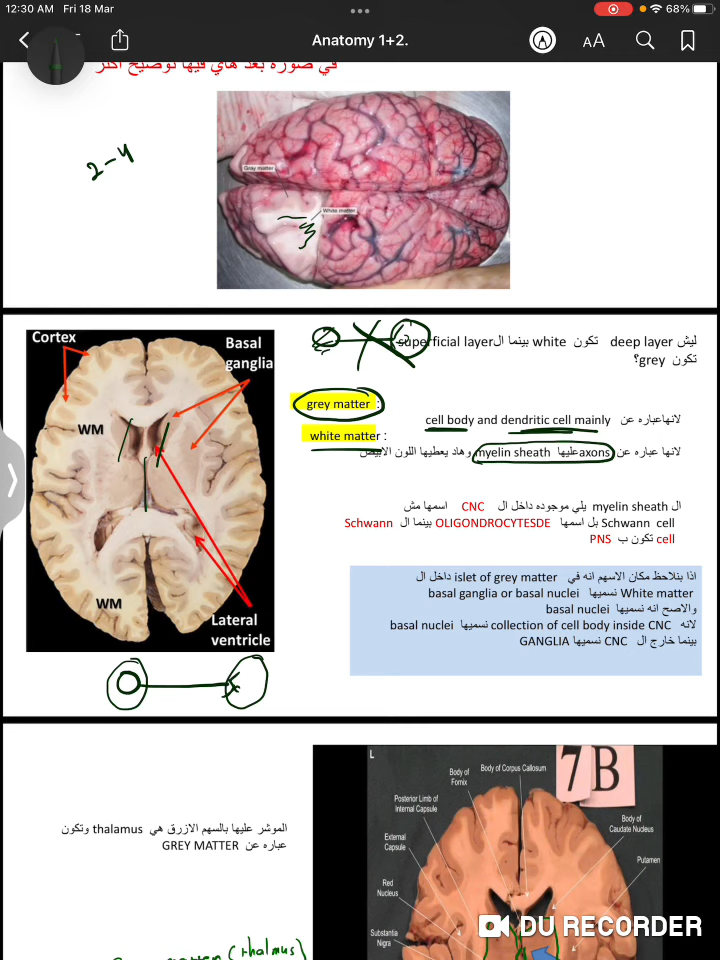 12:30 AM Fri 18 Mar
68%
Anatomy 1+2.
AA
في صوره بعد هاي فيها توضيح اكثر
2-4
Gray matter
White matter
Cortex
Basal
ganglia
WM
WM
Lateral
ventricle
ليش deep layer تكون white بينما الsuperficial layer
تكون grey؟
grey matter :
لانهاعباره عن cell body and dendritic cell mainly
white matter :
لانها عباره عن axonsعليها myelin sheath وهاد يعطيها اللون الابيض
ال myelin sheath يلي موجوده داخل ال CNC اسمها مش
Schwann cell بل اسمها OLIGONDROCYTESDE بينما ال Schwann
cell تكون ب PNS
اذا بنلاحظ مكان الاسهم انه في islet of grey matter داخل ال
White matter نسميها basal ganglia or basal nuclei
والاصح انه نسميها basal nuclei
لانه collection of cell body inside CNC نسميها basal nuclei
بينما خارج ال CNC نسميها GANGLIA
الموشر عليها بالسهم الازرق هي thalamus وتكون
عباره عن GREY MATTER
(thalmus)
L
7B
Body of
Fornix
Body of Corpus Callosum
Posterior Limb of
Internal Capsule
External
Capsule
Red
Nucleus
Substantia
Nigra
Body of
Caudate Nucleus
Putamen
DU RECORDER